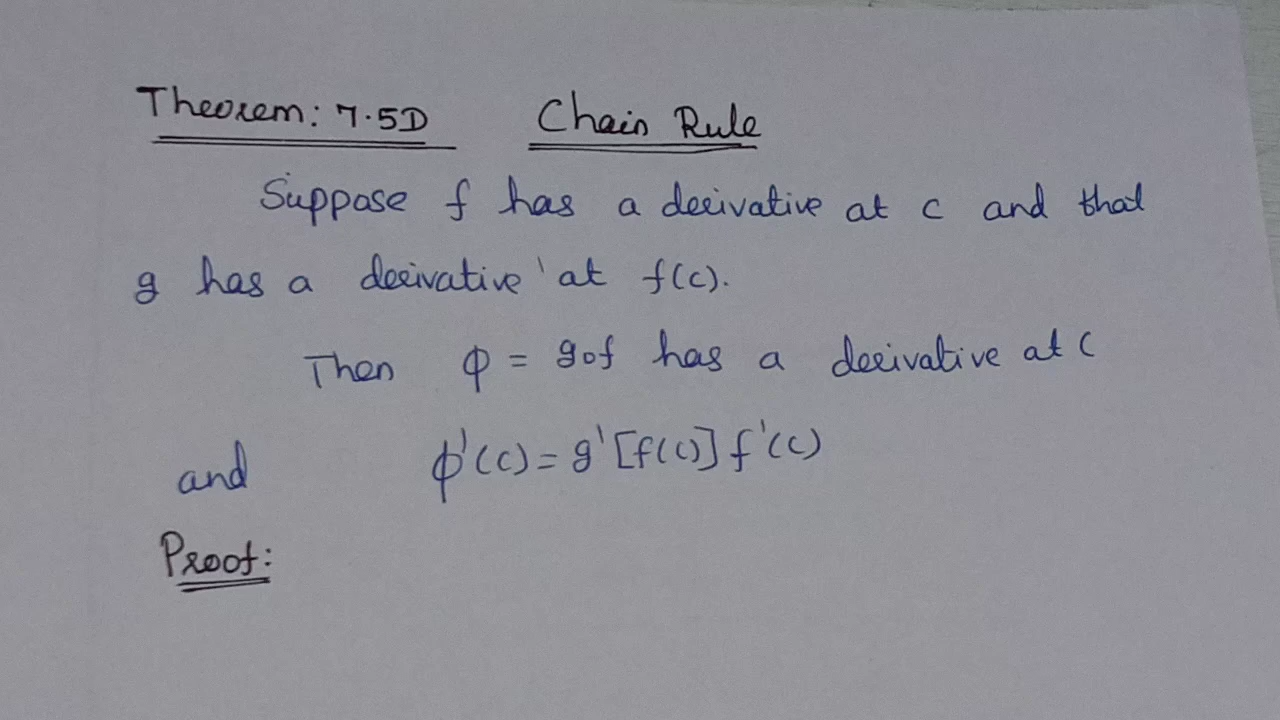 Theorem: 7.5D Chain Rule
Suppose f has a derivative at c and that
g has a derivative at f(c).
Then φ = gof has a derivative at c
and φ'(c) = g'[f(c)] f'(c)
Proof: